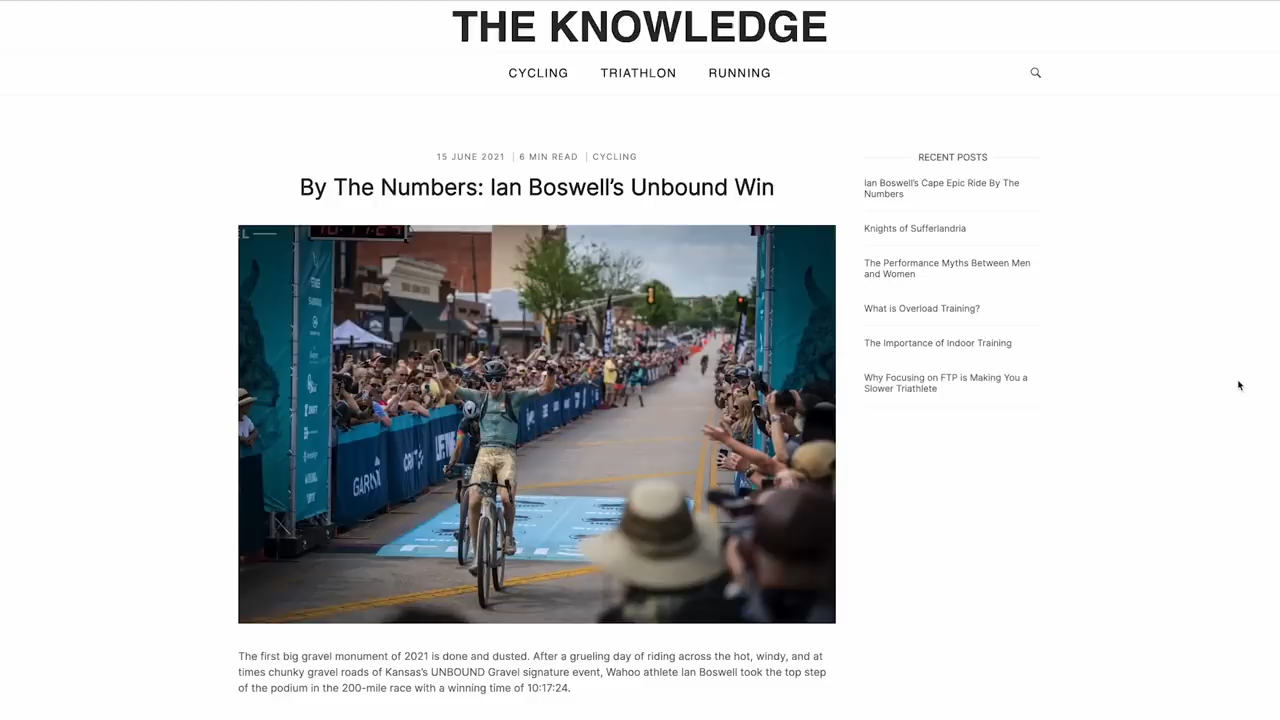 THE KNOWLEDGE
CYCLING TRIATHLON RUNNING
15 JUNE 2021 | 6 MIN READ | CYCLING
By The Numbers: Ian Boswell’s Unbound Win
10:17:24
GARMIN
LIFETIME
The first big gravel monument of 2021 is done and dusted. After a grueling day of riding across the hot, windy, and at
times chunky gravel roads of Kansas’s UNBOUND Gravel signature event, Wahoo athlete Ian Boswell took the top step
of the podium in the 200-mile race with a winning time of 10:17:24.
RECENT POSTS
Ian Boswell’s Cape Epic Ride By The
Numbers
Knights of Sufferlandria
The Performance Myths Between Men
and Women
What is Overload Training?
The Importance of Indoor Training
Why Focusing on FTP is Making You a
Slower Triathlete